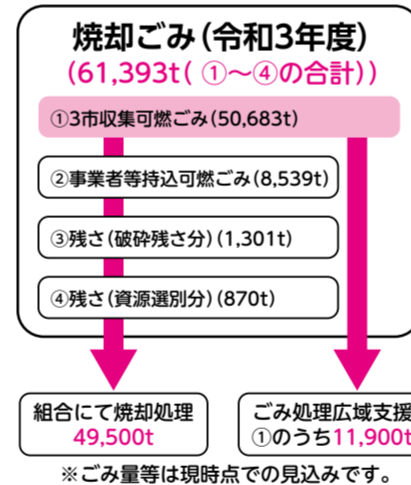 焼却ごみ(令和3年度)
(61,393t(①〜④の合計))
①3市収集可燃ごみ(50,683t)
②事業者等持込可燃ごみ(8,539t)
③残さ(破砕残さ分)(1,301t)
④残さ(資源選別分)(870t)
組合にて焼却処理
49,500t
ごみ処理広域支援
①のうち11,900t
※ごみ量等は現時点での見込みです。